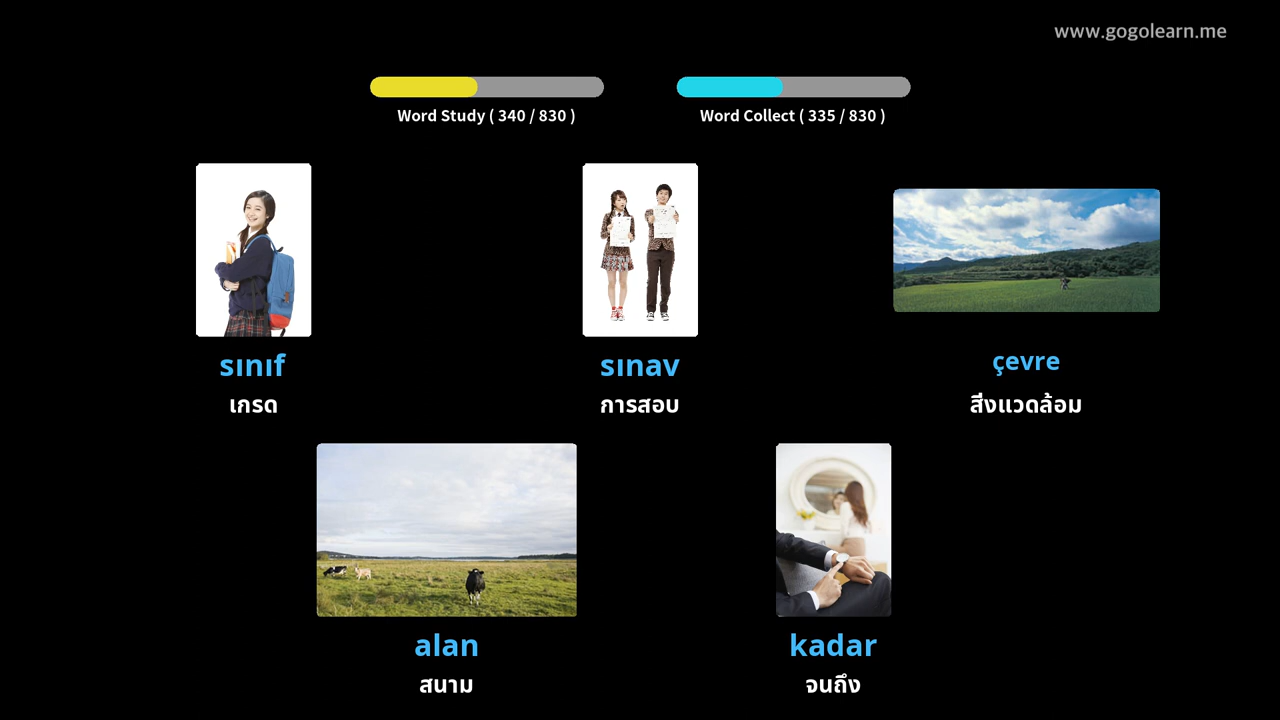 www.gogolearn.me
Word Study ( 340 / 830 )
Word Collect ( 335 / 830 )
sınıf
เกรด
sınav
การสอบ
çevre
สิ่งแวดล้อม
alan
สนาม
kadar
จนถึง